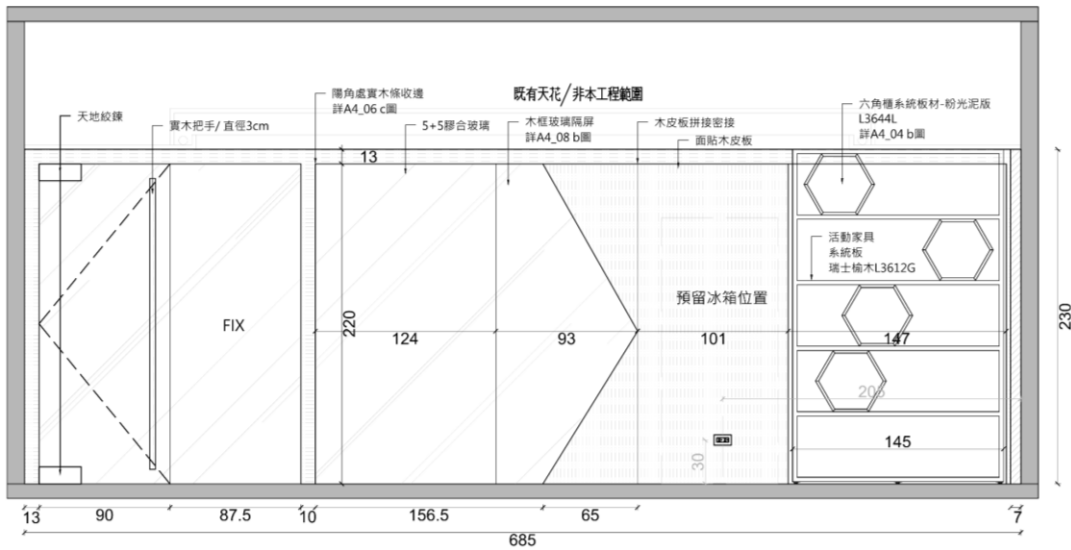 既有天花/非本工程範圍
天地鉸鍊
實木把手/ 直徑3cm
陽角處實木條收邊
詳A4_06 c圖
5+5膠合玻璃
木框玻璃隔屏
詳A4_08 b圖
木皮板拼接密接
面貼木皮板
六角櫃系統板材-粉光泥版
L3644L
詳A4_04 b圖
13
活動家具
系統板
瑞士榆木L3612G
預留冰箱位置
FIX
220
230
124
93
101
147
205
145
30
13
90
87.5
10
156.5
65
7
685